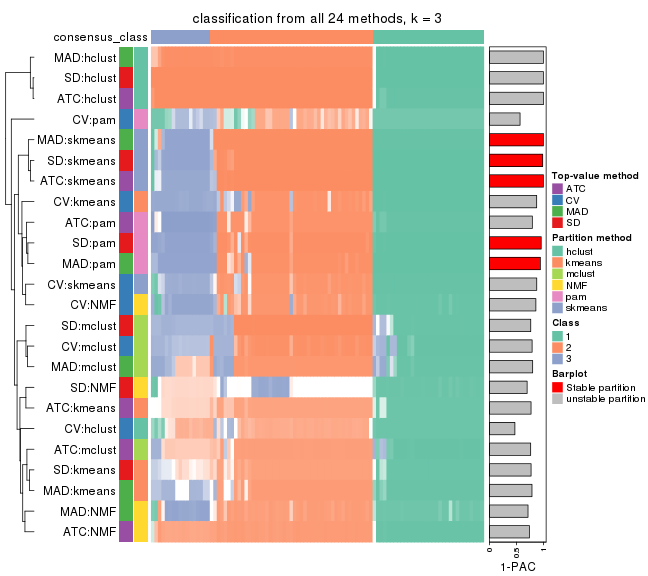 classification from all 24 methods, k = 3
consensus_class
MAD:hclust
SD:hclust
ATC:hclust
CV:pam
MAD:skmeans
SD:skmeans
ATC:skmeans
CV:kmeans
ATC:pam
SD:pam
MAD:pam
CV:skmeans
CV:NMF
SD:mclust
CV:mclust
MAD:mclust
SD:NMF
ATC:kmeans
CV:hclust
ATC:mclust
SD:kmeans
MAD:kmeans
MAD:NMF
ATC:NMF
0
0.5
1
1-PAC
Top-value method
ATC
CV
MAD
SD
Partition method
hclust
kmeans
mclust
NMF
pam
skmeans
Class
1
2
3
Barplot
Stable partition
unstable partition